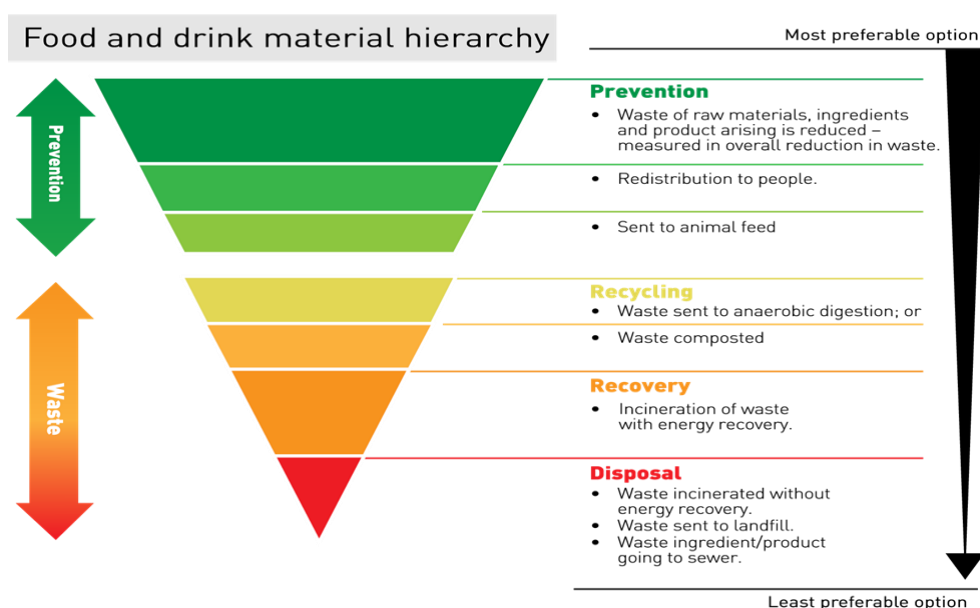 Food and drink material hierarchy
Most preferable option
Prevention
Prevention
• Waste of raw materials, ingredients
and product arising is reduced –
measured in overall reduction in waste.
• Redistribution to people.
• Sent to animal feed
Waste
Recycling
• Waste sent to anaerobic digestion; or
• Waste composted
Recovery
• Incineration of waste
with energy recovery.
Disposal
• Waste incinerated without
energy recovery.
• Waste sent to landfill.
• Waste ingredient/product
going to sewer.
Least preferable option